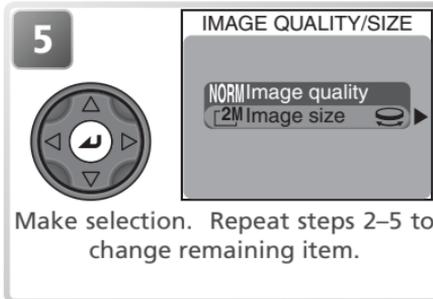 5
IMAGE QUALITY/SIZE
NORM Image quality
2M Image size
Make selection. Repeat steps 2–5 to
change remaining item.